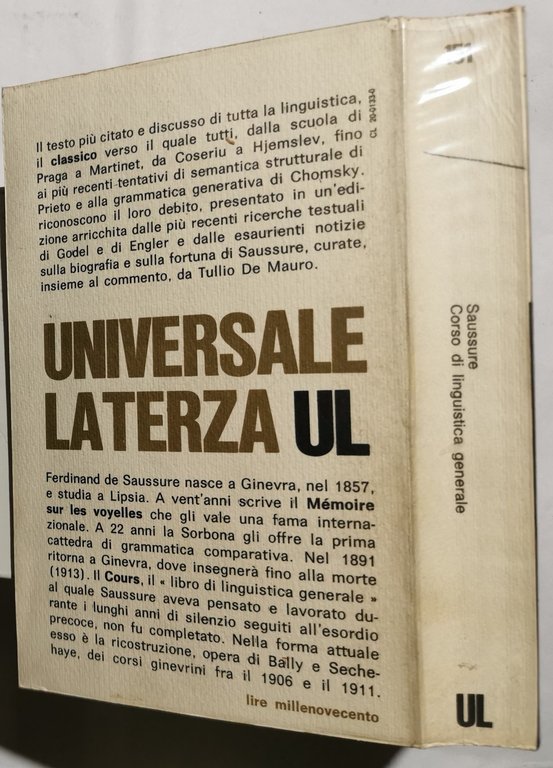 Il testo più citato e discusso di tutta la linguistica,
il classico verso il quale tutti, dalla scuola di
Praga a Martinet, da Coseriu a Hjemslev, fino
ai più recenti tentativi di semantica strutturale di
Prieto e alla grammatica generativa di Chomsky.
riconoscono il loro debito, presentato in un'edi-
zione arricchita dalle più recenti ricerche testuali
di Godel e di Engler e dalle esaurienti notizie
sulla biografia e sulla fortuna di Saussure, curate,
insieme al commento, da Tullio De Mauro.
CL 20-0133-0
UNIVERSALE
LATERZA UL
Ferdinand de Saussure nasce a Ginevra, nel 1857,
e studia a Lipsia. A vent'anni scrive il Mémoire
sur les voyelles che gli vale una fama interna-
zionale. A 22 anni la Sorbona gli offre la prima
cattedra di grammatica comparativa. Nel 1891
ritorna a Ginevra, dove insegnerà fino alla morte
(1913). Il Cours, il « libro di linguistica generale »
al quale Saussure aveva pensato e lavorato du-
rante i lunghi anni di silenzio seguiti all'esordio
precoce, non fu completato. Nella forma attuale
esso è la ricostruzione, opera di Bally e Seche-
haye, dei corsi ginevrini fra il 1906 e il 1911.
lire millenovecento
151
Saussure
Corso di linguistica generale
UL